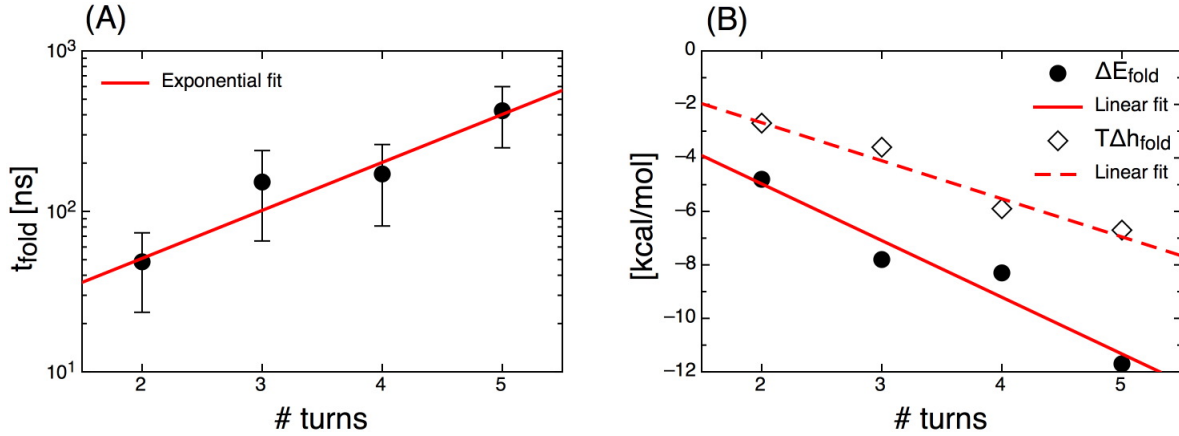 (A)
10³
10²
10¹
t_fold [ns]
Exponential fit
2 3 4 5
# turns
(B)
0
−2
−4
−6
−8
−10
−12
[kcal/mol]
ΔE_fold
Linear fit
TΔh_fold
Linear fit
2 3 4 5
# turns